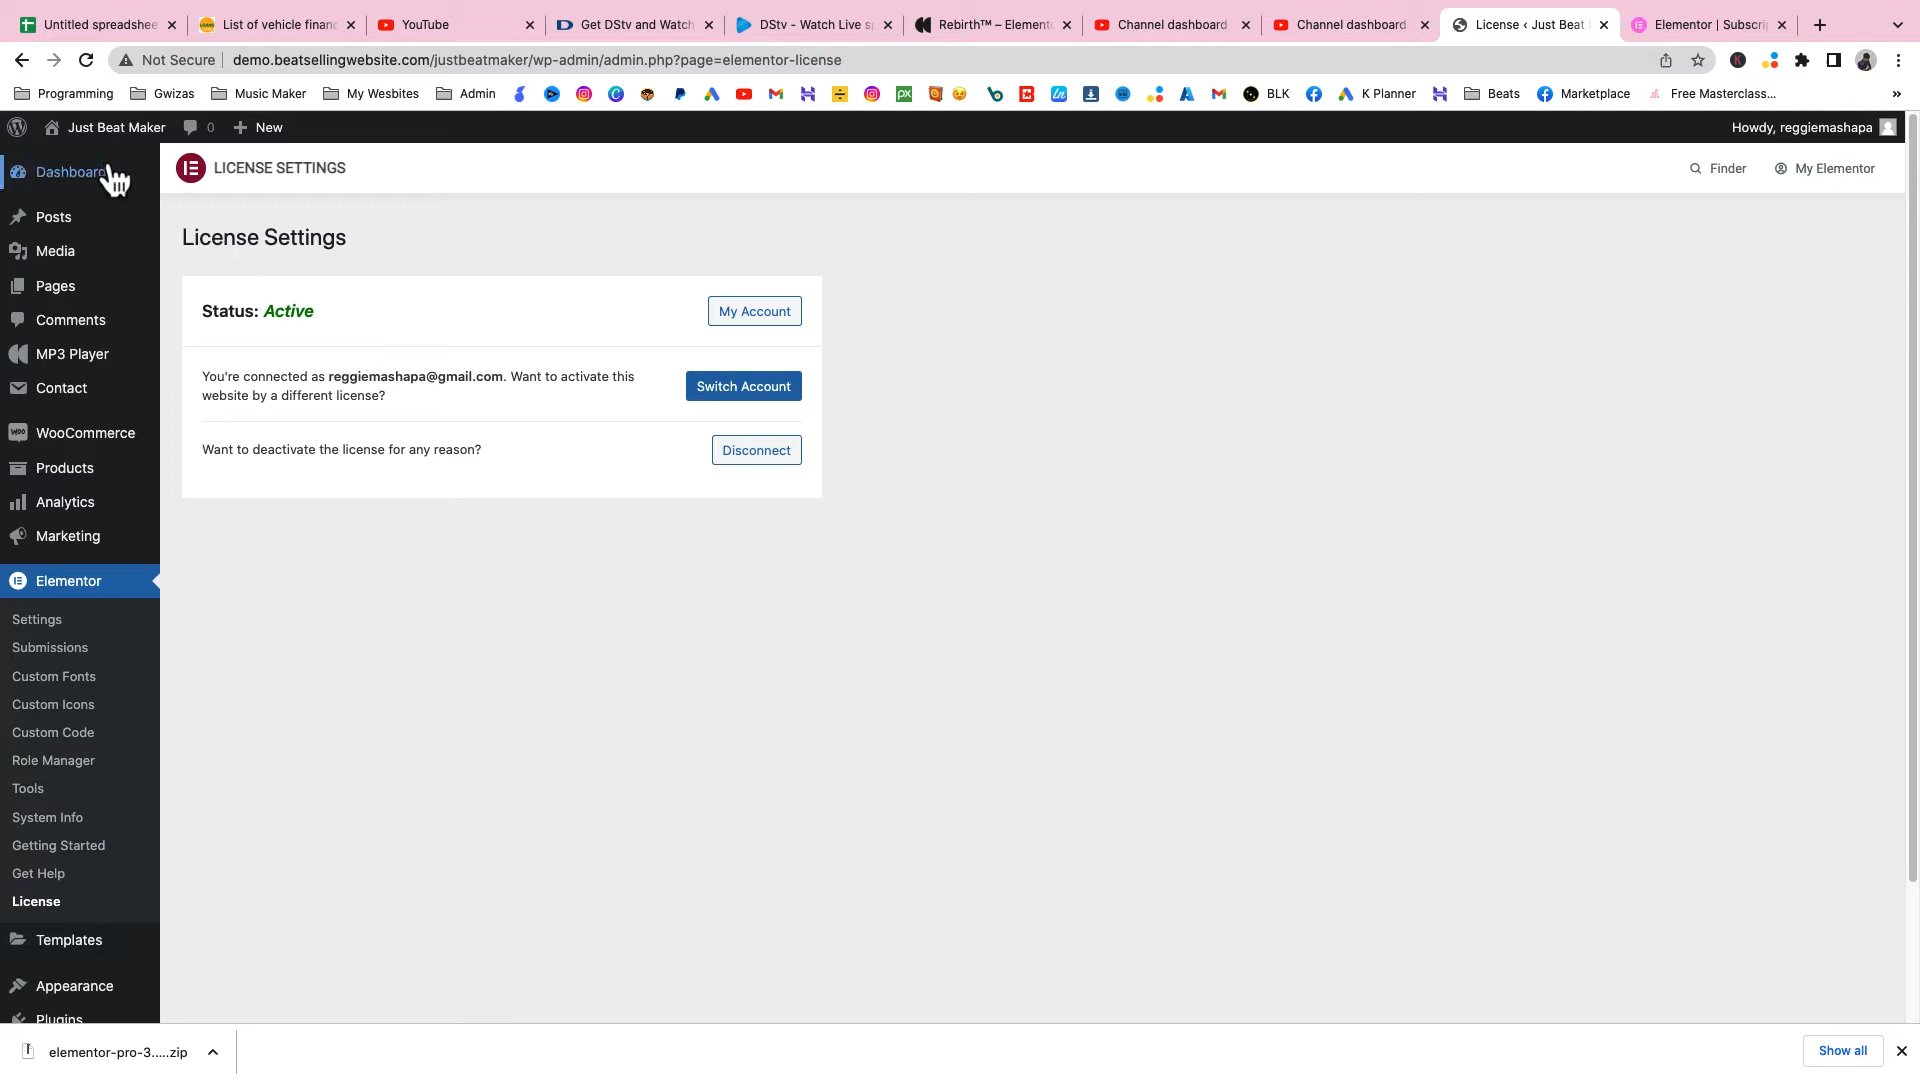 Untitled spreadshee
List of vehicle financ
YouTube
Get DStv and Watch
DStv - Watch Live sp
Rebirth™ – Elemento
Channel dashboard
Channel dashboard
License ‹ Just Beat
Elementor | Subscrip
Not Secure
demo.beatsellingwebsite.com/justbeatmaker/wp-admin/admin.php?page=elementor-license
Programming
Gwizas
Music Maker
My Wesbites
Admin
BLK
K Planner
Beats
Marketplace
Free Masterclass...
»
Just Beat Maker
0
New
Howdy, reggiemashapa
Dashboard
LICENSE SETTINGS
Finder
My Elementor
Posts
Media
Pages
Comments
MP3 Player
Contact
WooCommerce
Products
Analytics
Marketing
Elementor
Settings
Submissions
Custom Fonts
Custom Icons
Custom Code
Role Manager
Tools
System Info
Getting Started
Get Help
License
Templates
Appearance
Plugins
License Settings
Status: Active
My Account
You're connected as reggiemashapa@gmail.com. Want to activate this
website by a different license?
Switch Account
Want to deactivate the license for any reason?
Disconnect
elementor-pro-3.....zip
Show all